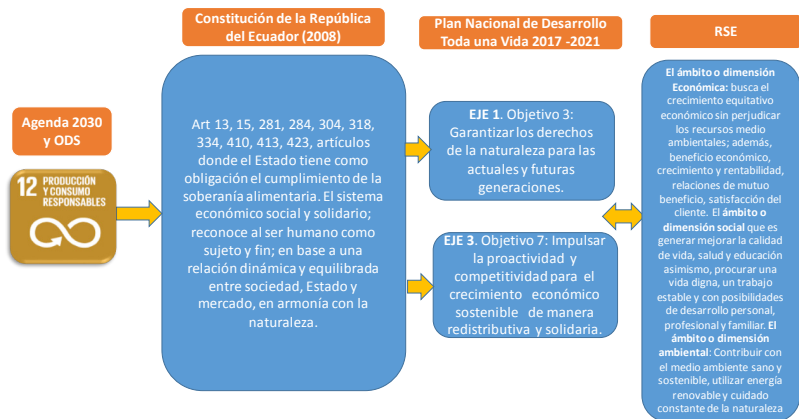 Agenda 2030
y ODS
12 PRODUCCIÓN
Y CONSUMO
RESPONSABLES
Constitución de la República
del Ecuador (2008)
Art 13, 15, 281, 284, 304, 318,
334, 410, 413, 423, artículos
donde el Estado tiene como
obligación el cumplimiento de la
soberanía alimentaria. El sistema
económico social y solidario;
reconoce al ser humano como
sujeto y fin; en base a una
relación dinámica y equilibrada
entre sociedad, Estado y
mercado, en armonía con la
naturaleza.
Plan Nacional de Desarrollo
Toda una Vida 2017 -2021
EJE 1. Objetivo 3:
Garantizar los derechos
de la naturaleza para las
actuales y futuras
generaciones.
EJE 3. Objetivo 7: Impulsar
la proactividad y
competitividad para el
crecimiento económico
sostenible de manera
redistributiva y solidaria.
RSE
El ámbito o dimensión
Económica: busca el
crecimiento equitativo
económico sin perjudicar
los recursos medio
ambientales; además,
beneficio económico,
crecimiento y rentabilidad,
relaciones de mutuo
beneficio, satisfacción del
cliente. El ámbito o
dimensión social que es
generar mejorar la calidad
de vida, salud y educación
asimismo, procurar una
vida digna, un trabajo
estable y con posibilidades
de desarrollo personal,
profesional y familiar. El
ámbito o dimensión
ambiental: Contribuir con
el medio ambiente sano y
sostenible, utilizar energía
renovable y cuidado
constante de la naturaleza